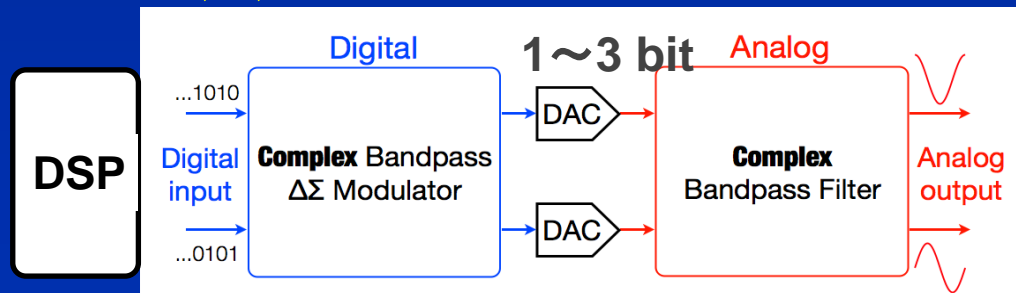 DSP
...1010
Digital
input
...0101
Digital
Complex Bandpass
ΔΣ Modulator
1〜3 bit
DAC
DAC
Analog
Complex
Bandpass Filter
Analog
output